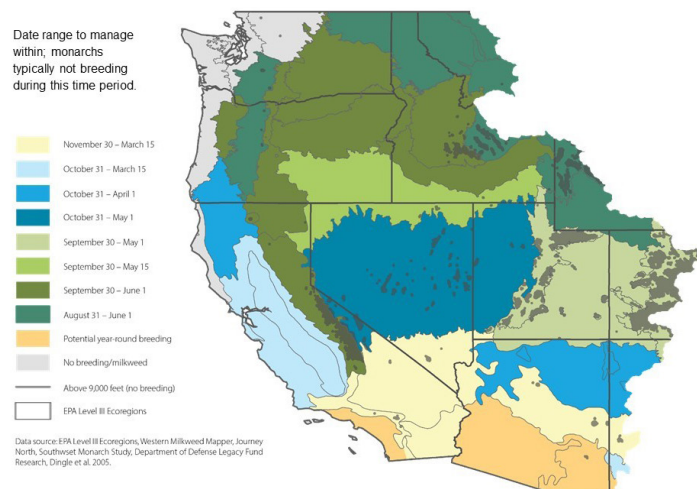 Date range to manage
within; monarchs
typically not breeding
during this time period.
November 30 – March 15
October 31 – March 15
October 31 – April 1
October 31 – May 1
September 30 – May 1
September 30 – May 15
September 30 – June 1
August 31 – June 1
Potential year-round breeding
No breeding/milkweed
Above 9,000 feet (no breeding)
EPA Level III Ecoregions
Data source: EPA Level III Ecoregions, Western Milkweed Mapper, Journey
North, Southwset Monarch Study, Department of Defense Legacy Fund
Research, Dingle et al. 2005.